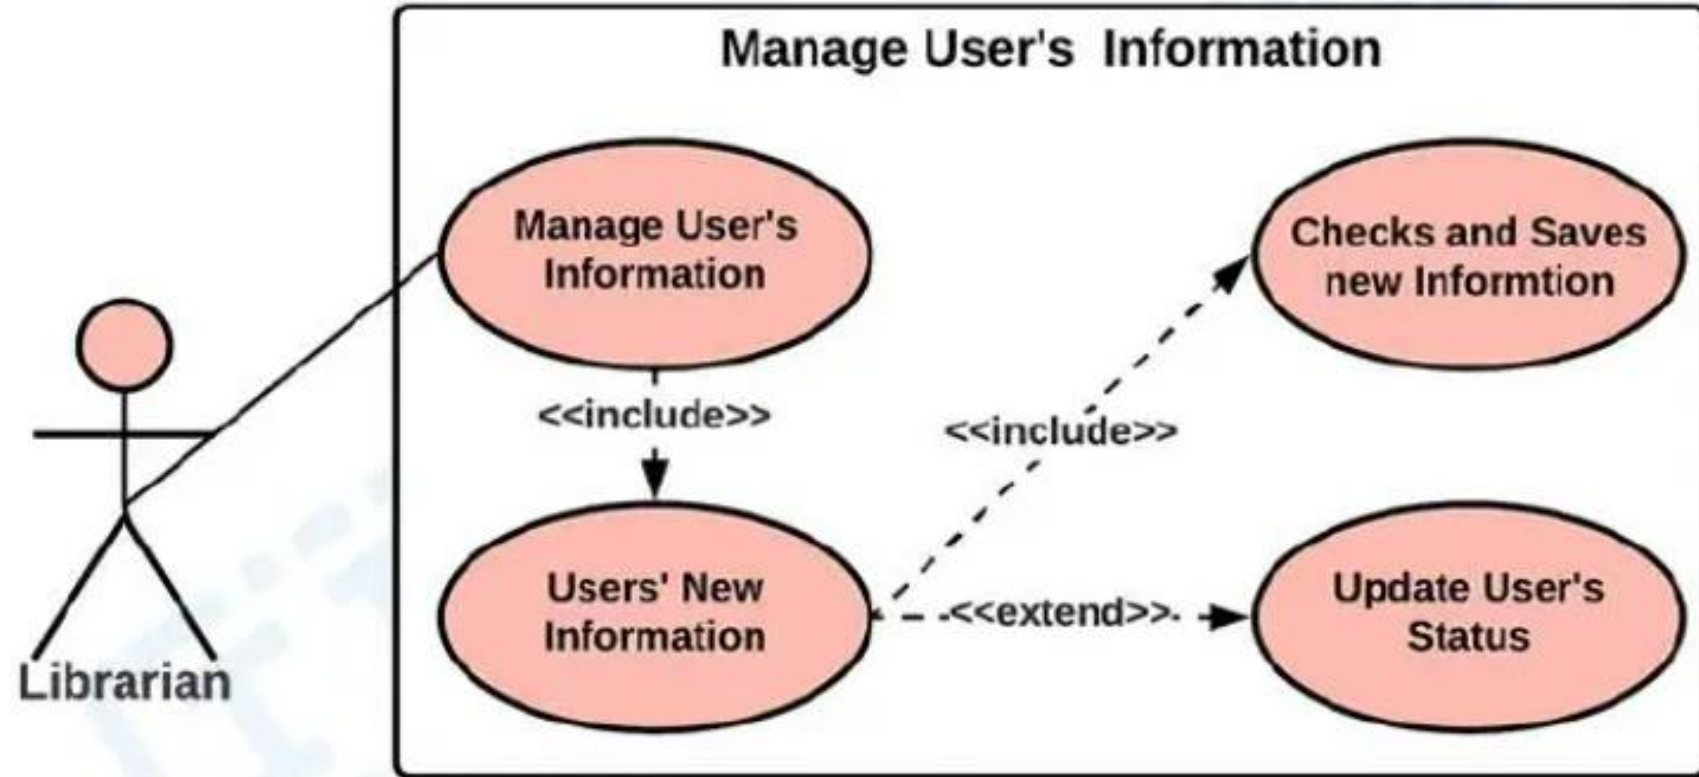 Manage User's Information
Manage User's
Information
Checks and Saves
new Informtion
<<include>>
<<include>>
Users' New
Information
<<extend>>
Update User's
Status
Librarian